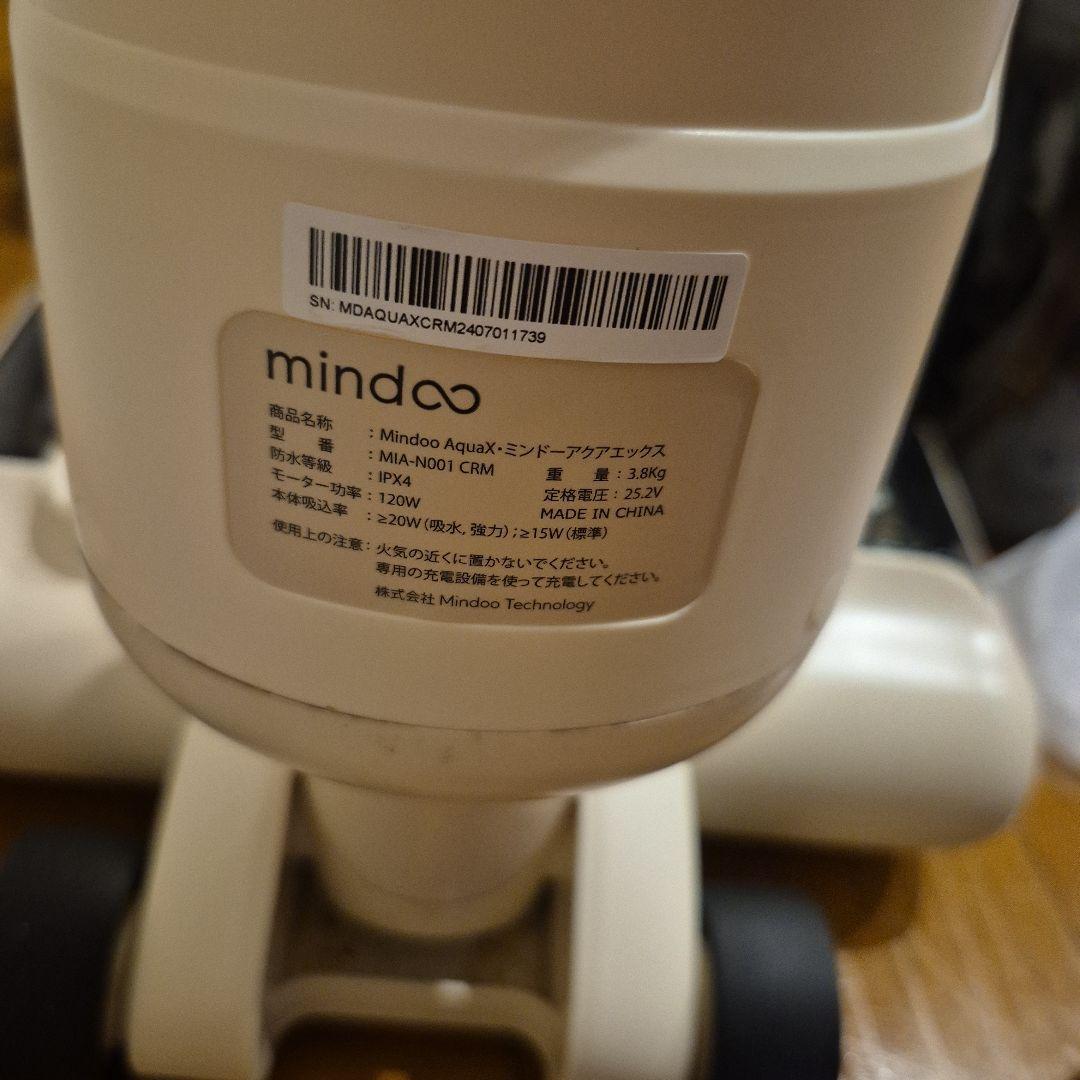 SN: MDAQUAXCRM2407011739
mindoo
商品名称 : Mindoo AquaX・ミンドーアクアエックス
型 番 : MIA-N001 CRM 重 量 : 3.8Kg
防水等級 : IPX4 定格電圧 : 25.2V
モーター功率 : 120W MADE IN CHINA
本体吸込率 : ≥20W(吸水, 強力) ; ≥15W(標準)
使用上の注意 : 火気の近くに置かないでください。
専用の充電設備を使って充電してください。
株式会社 Mindoo Technology